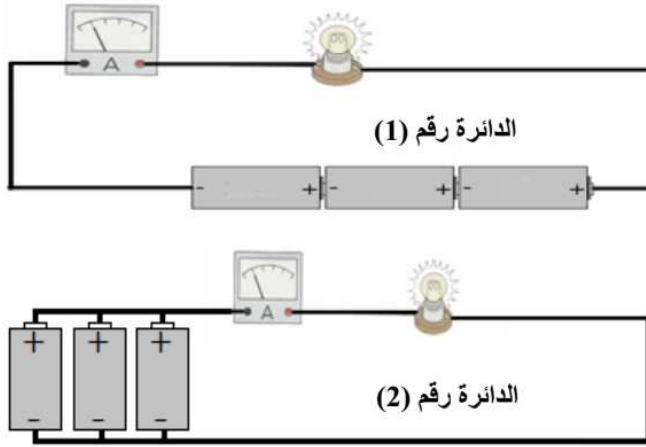 A
الدائرة رقم (1)
- + - + - +
A
+ + +
- - -
الدائرة رقم (2)